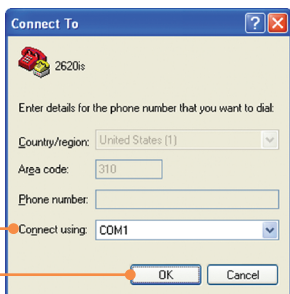 Connect To
2620is
Enter details for the phone number that you want to dial:
Country/region: United States (1)
Area code: 310
Phone number:
Connect using: COM1
OK Cancel